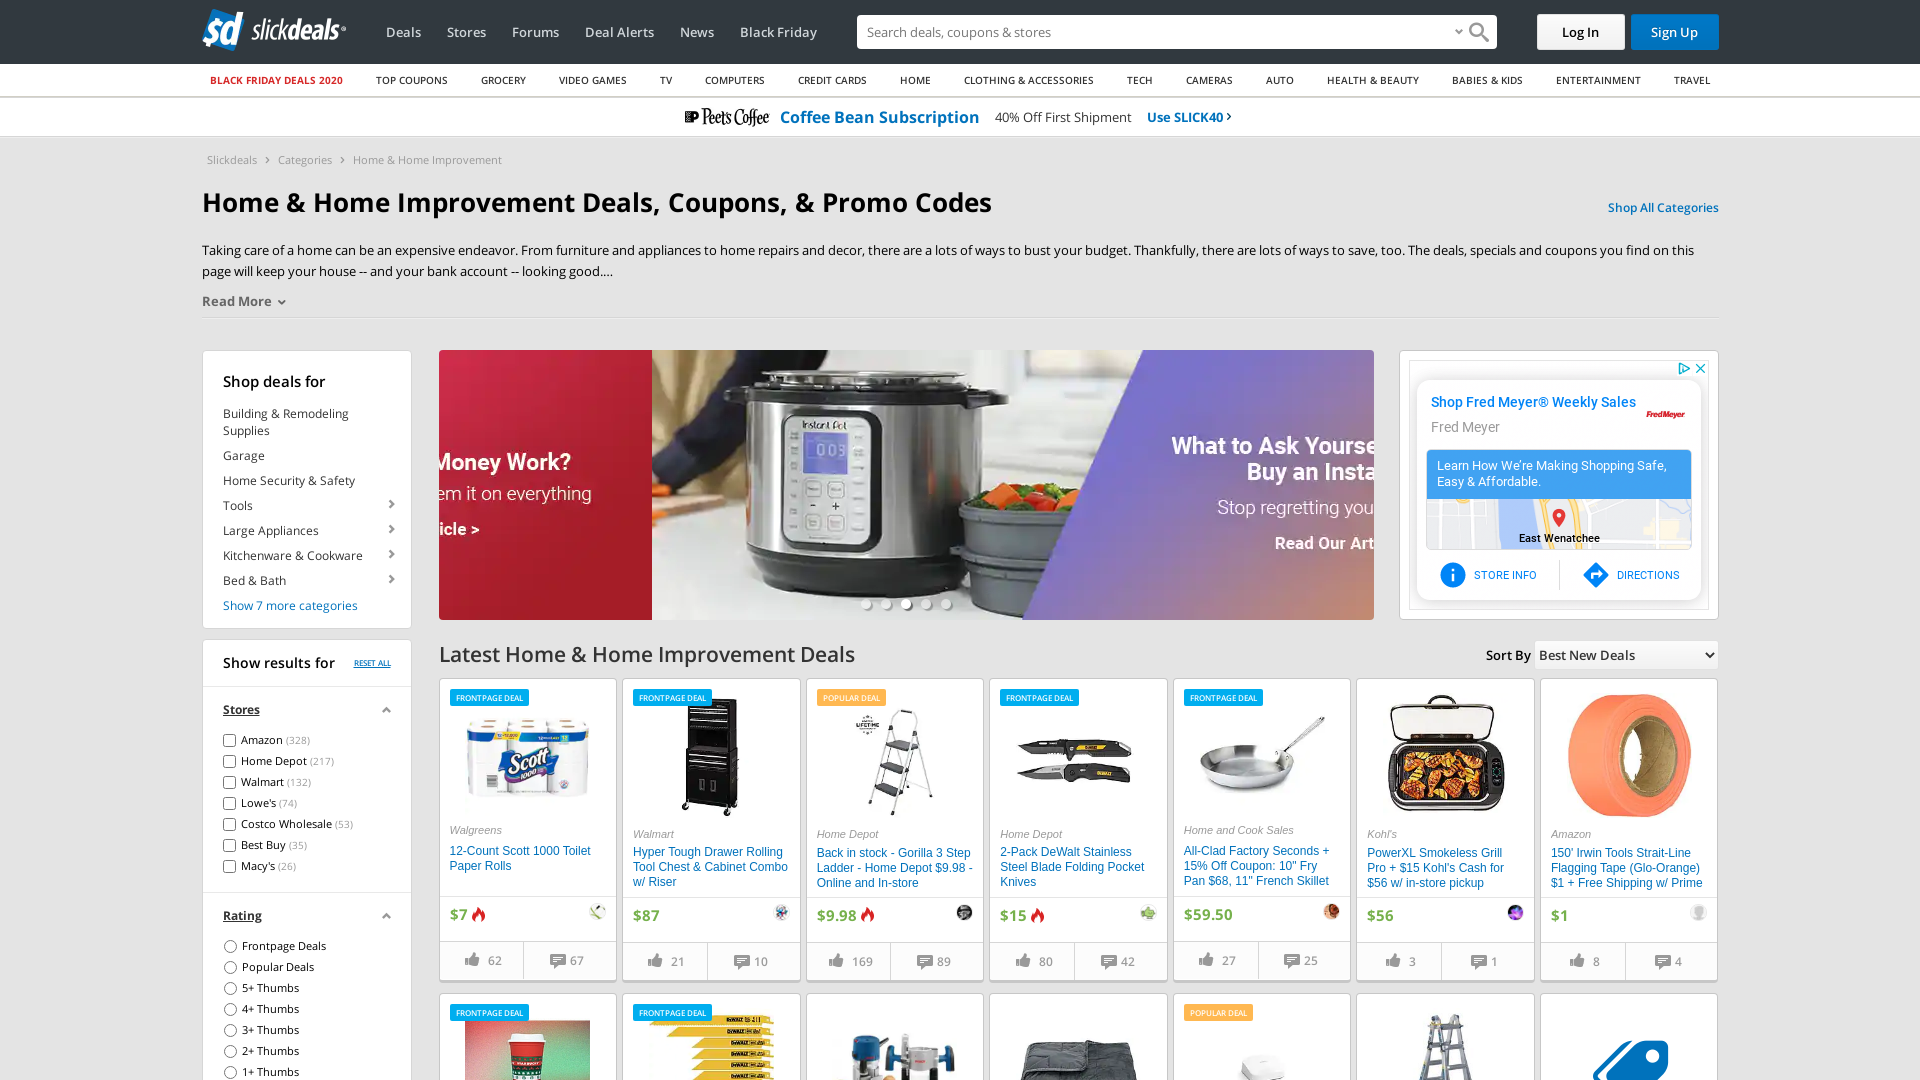 slickdeals
Deals
Stores
Forums
Deal Alerts
News
Black Friday
Search deals, coupons & stores
Log In
Sign Up
BLACK FRIDAY DEALS 2020
TOP COUPONS
GROCERY
VIDEO GAMES
TV
COMPUTERS
CREDIT CARDS
HOME
CLOTHING & ACCESSORIES
TECH
CAMERAS
AUTO
HEALTH & BEAUTY
BABIES & KIDS
ENTERTAINMENT
TRAVEL
Peet's Coffee Coffee Bean Subscription 40% Off First Shipment Use SLICK40
Slickdeals > Categories > Home & Home Improvement
Home & Home Improvement Deals, Coupons, & Promo Codes
Shop All Categories
Taking care of a home can be an expensive endeavor. From furniture and appliances to home repairs and decor, there are a lots of ways to bust your budget. Thankfully, there are lots of ways to save, too. The deals, specials and coupons you find on this
page will keep your house -- and your bank account -- looking good....
Read More
Shop deals for
Building & Remodeling
Supplies
Garage
Home Security & Safety
Tools
Large Appliances
Kitchenware & Cookware
Bed & Bath
Show 7 more categories
Money Work?
em it on everything
icle >
Instant Pot
What to Ask Yourse
Buy an Insta
Stop regretting you
Read Our Art
Shop Fred Meyer® Weekly Sales
Fred Meyer
Fred Meyer
Learn How We're Making Shopping Safe,
Easy & Affordable.
East Wenatchee
STORE INFO
DIRECTIONS
Show results for
RESET ALL
Stores
Amazon (328)
Home Depot (217)
Walmart (132)
Lowe's (74)
Costco Wholesale (53)
Best Buy (35)
Macy's (26)
Rating
Frontpage Deals
Popular Deals
5+ Thumbs
4+ Thumbs
3+ Thumbs
2+ Thumbs
1+ Thumbs
Latest Home & Home Improvement Deals
Sort By
Best New Deals
FRONTPAGE DEAL
Scott
1000
Walgreens
12-Count Scott 1000 Toilet
Paper Rolls
$7
62
67
FRONTPAGE DEAL
Walmart
Hyper Tough Drawer Rolling
Tool Chest & Cabinet Combo
w/ Riser
$87
21
10
POPULAR DEAL
LIFETIME
Home Depot
Back in stock - Gorilla 3 Step
Ladder - Home Depot $9.98 -
Online and In-store
$9.98
169
89
FRONTPAGE DEAL
Home Depot
2-Pack DeWalt Stainless
Steel Blade Folding Pocket
Knives
$15
80
42
FRONTPAGE DEAL
Home and Cook Sales
All-Clad Factory Seconds +
15% Off Coupon: 10" Fry
Pan $68, 11" French Skillet
$59.50
27
25
Kohl's
PowerXL Smokeless Grill
Pro + $15 Kohl's Cash for
$56 w/ in-store pickup
$56
3
1
Amazon
150' Irwin Tools Strait-Line
Flagging Tape (Glo-Orange)
$1 + Free Shipping w/ Prime
$1
8
4
FRONTPAGE DEAL
FRONTPAGE DEAL
DEWALT
POPULAR DEAL